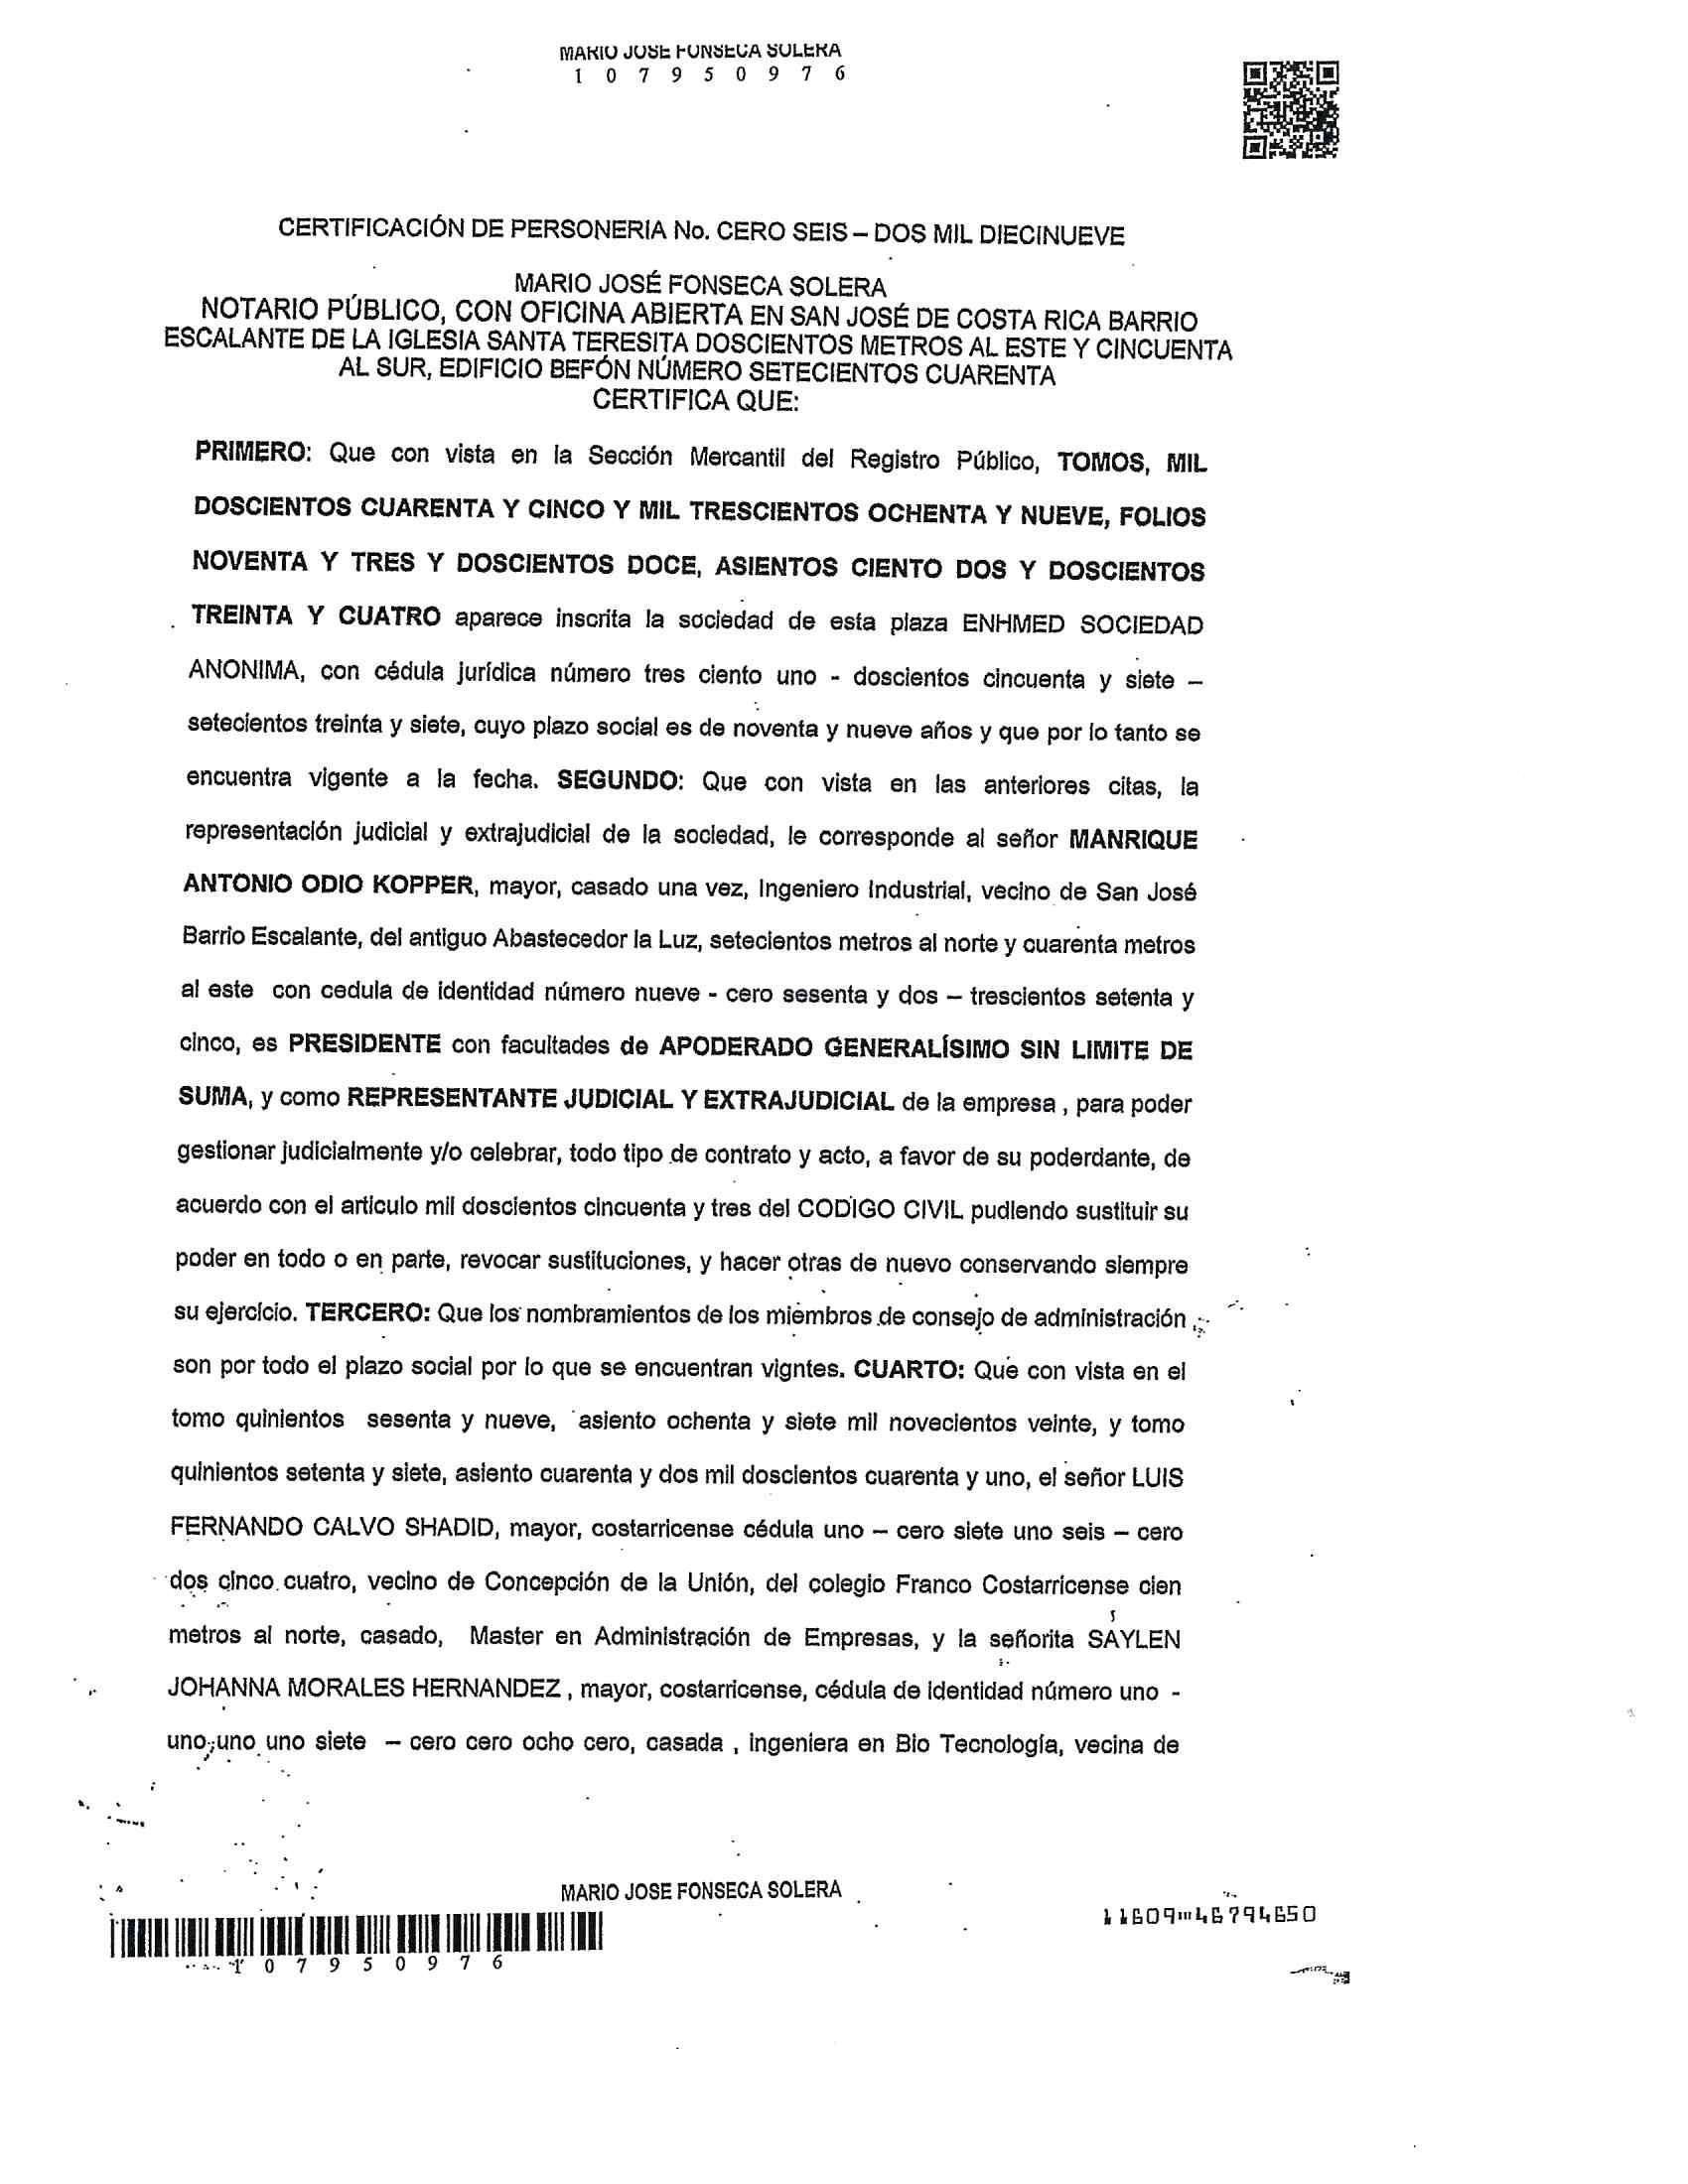 MARIO JOSE FONSECA SOLERA
1 0 7 9 5 0 9 7 6
CERTIFICACIÓN DE PERSONERIA No. CERO SEIS – DOS MIL DIECINUEVE
MARIO JOSÉ FONSECA SOLERA
NOTARIO PÚBLICO, CON OFICINA ABIERTA EN SAN JOSÉ DE COSTA RICA BARRIO
ESCALANTE DE LA IGLESIA SANTA TERESITA DOSCIENTOS METROS AL ESTE Y CINCUENTA
AL SUR, EDIFICIO BEFÓN NÚMERO SETECIENTOS CUARENTA
CERTIFICA QUE:
PRIMERO: Que con vista en la Sección Mercantil del Registro Público, TOMOS, MIL
DOSCIENTOS CUARENTA Y CINCO Y MIL TRESCIENTOS OCHENTA Y NUEVE, FOLIOS
NOVENTA Y TRES Y DOSCIENTOS DOCE, ASIENTOS CIENTO DOS Y DOSCIENTOS
TREINTA Y CUATRO aparece inscrita la sociedad de esta plaza ENHMED SOCIEDAD
ANONIMA, con cédula jurídica número tres ciento uno - doscientos cincuenta y siete –
setecientos treinta y siete, cuyo plazo social es de noventa y nueve años y que por lo tanto se
encuentra vigente a la fecha. SEGUNDO: Que con vista en las anteriores citas, la
representación judicial y extrajudicial de la sociedad, le corresponde al señor MANRIQUE
ANTONIO ODIO KOPPER, mayor, casado una vez, Ingeniero Industrial, vecino de San José
Barrio Escalante, del antiguo Abastecedor la Luz, setecientos metros al norte y cuarenta metros
al este con cedula de identidad número nueve - cero sesenta y dos – trescientos setenta y
cinco, es PRESIDENTE con facultades de APODERADO GENERALÍSIMO SIN LIMITE DE
SUMA, y como REPRESENTANTE JUDICIAL Y EXTRAJUDICIAL de la empresa , para poder
gestionar judicialmente y/o celebrar, todo tipo de contrato y acto, a favor de su poderdante, de
acuerdo con el articulo mil doscientos cincuenta y tres del CODIGO CIVIL pudiendo sustituir su
poder en todo o en parte, revocar sustituciones, y hacer otras de nuevo conservando siempre
su ejercicio. TERCERO: Que los nombramientos de los miembros de consejo de administración
son por todo el plazo social por lo que se encuentran vigntes. CUARTO: Que con vista en el
tomo quinientos sesenta y nueve, asiento ochenta y siete mil novecientos veinte, y tomo
quinientos setenta y siete, asiento cuarenta y dos mil doscientos cuarenta y uno, el señor LUIS
FERNANDO CALVO SHADID, mayor, costarricense cédula uno – cero siete uno seis – cero
dos cinco cuatro, vecino de Concepción de la Unión, del colegio Franco Costarricense cien
metros al norte, casado, Master en Administración de Empresas, y la señorita SAYLEN
JOHANNA MORALES HERNANDEZ , mayor, costarricense, cédula de identidad número uno -
uno uno uno siete – cero cero ocho cero, casada , ingeniera en Bio Tecnología, vecina de
MARIO JOSE FONSECA SOLERA
11609 46794650
1 0 7 9 5 0 9 7 6